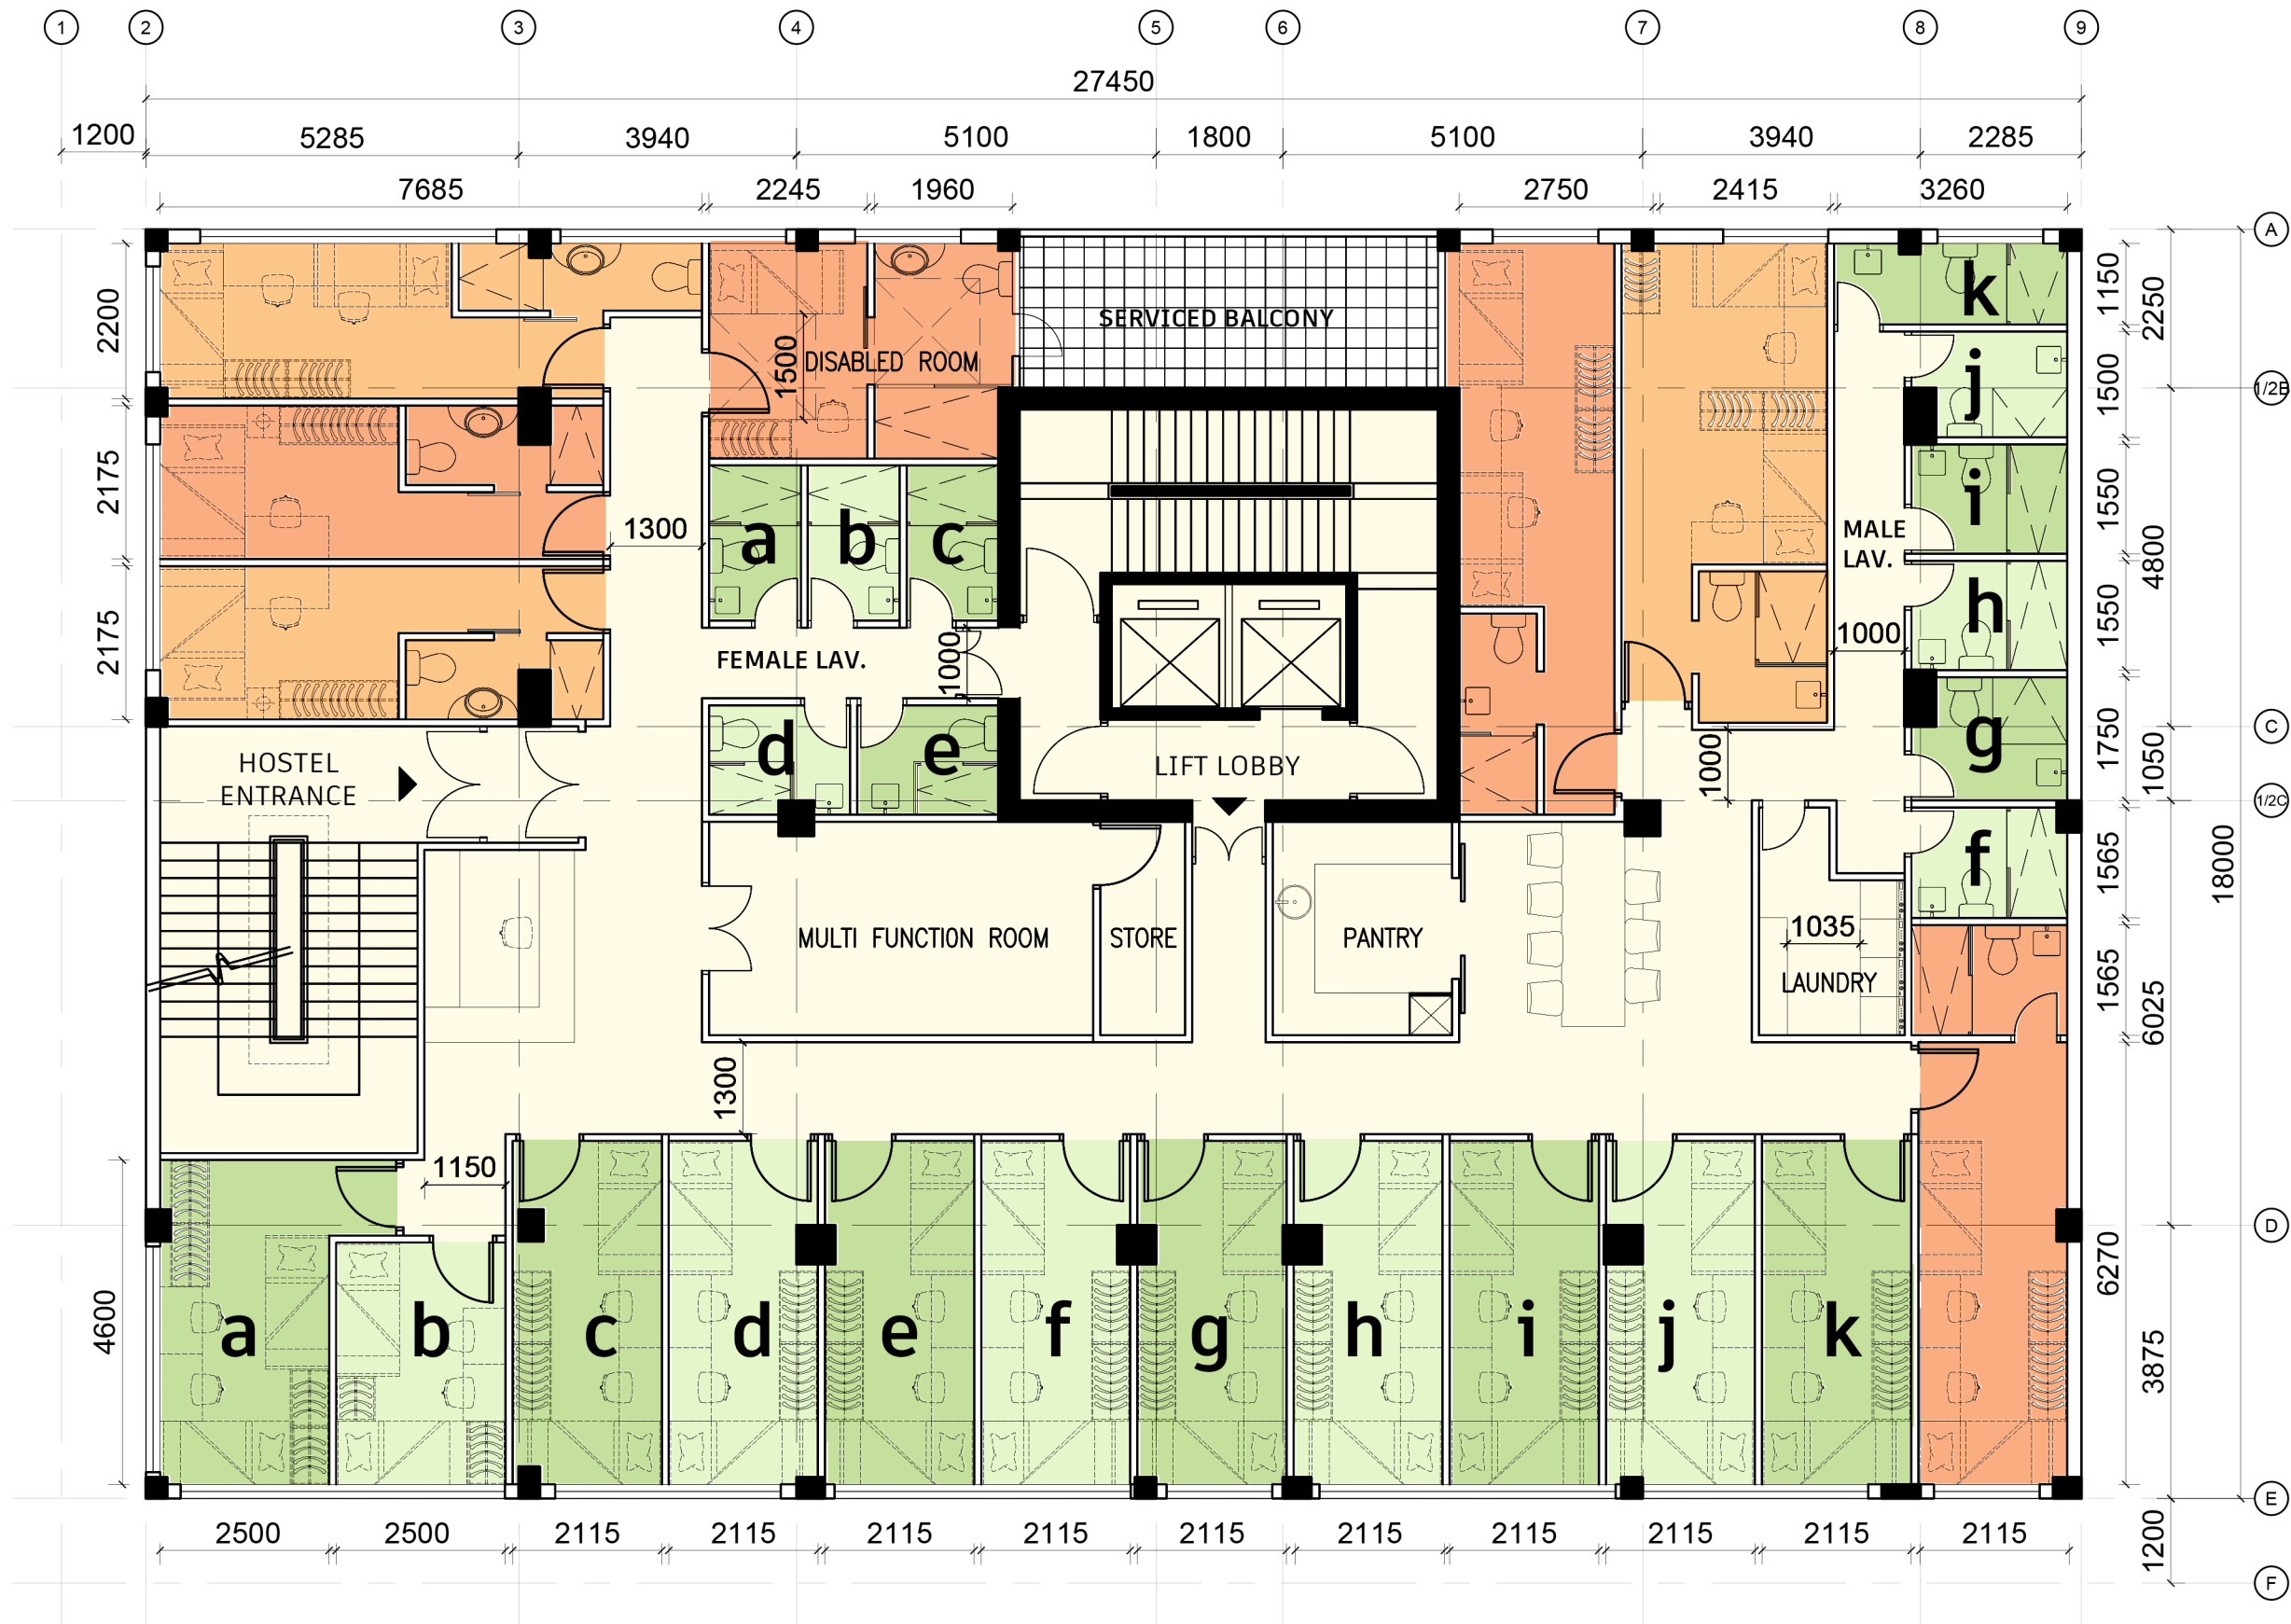 1 2 3 4 5 6 7 8 9
27450
1200 5285 3940 5100 1800 5100 3940 2285
7685 2245 1960 2750 2415 3260
A
1/2B
C
1/2C
D
E
F
2200
2175
2175
4600
1500
DISABLED ROOM
SERVICED BALCONY
k
j
i
h
g
f
1150
1500
1550
1550
1750
1565
1565
6270
2250
4800
1050
6025
3875
1200
18000
1300
a b c
MALE
LAV.
1000
FEMALE LAV.
1000
d e
HOSTEL
ENTRANCE
LIFT LOBBY
1000
MULTI FUNCTION ROOM
STORE
PANTRY
1035
LAUNDRY
1300
1150
a b c d e f g h i j k
2500 2500 2115 2115 2115 2115 2115 2115 2115 2115 2115 2115